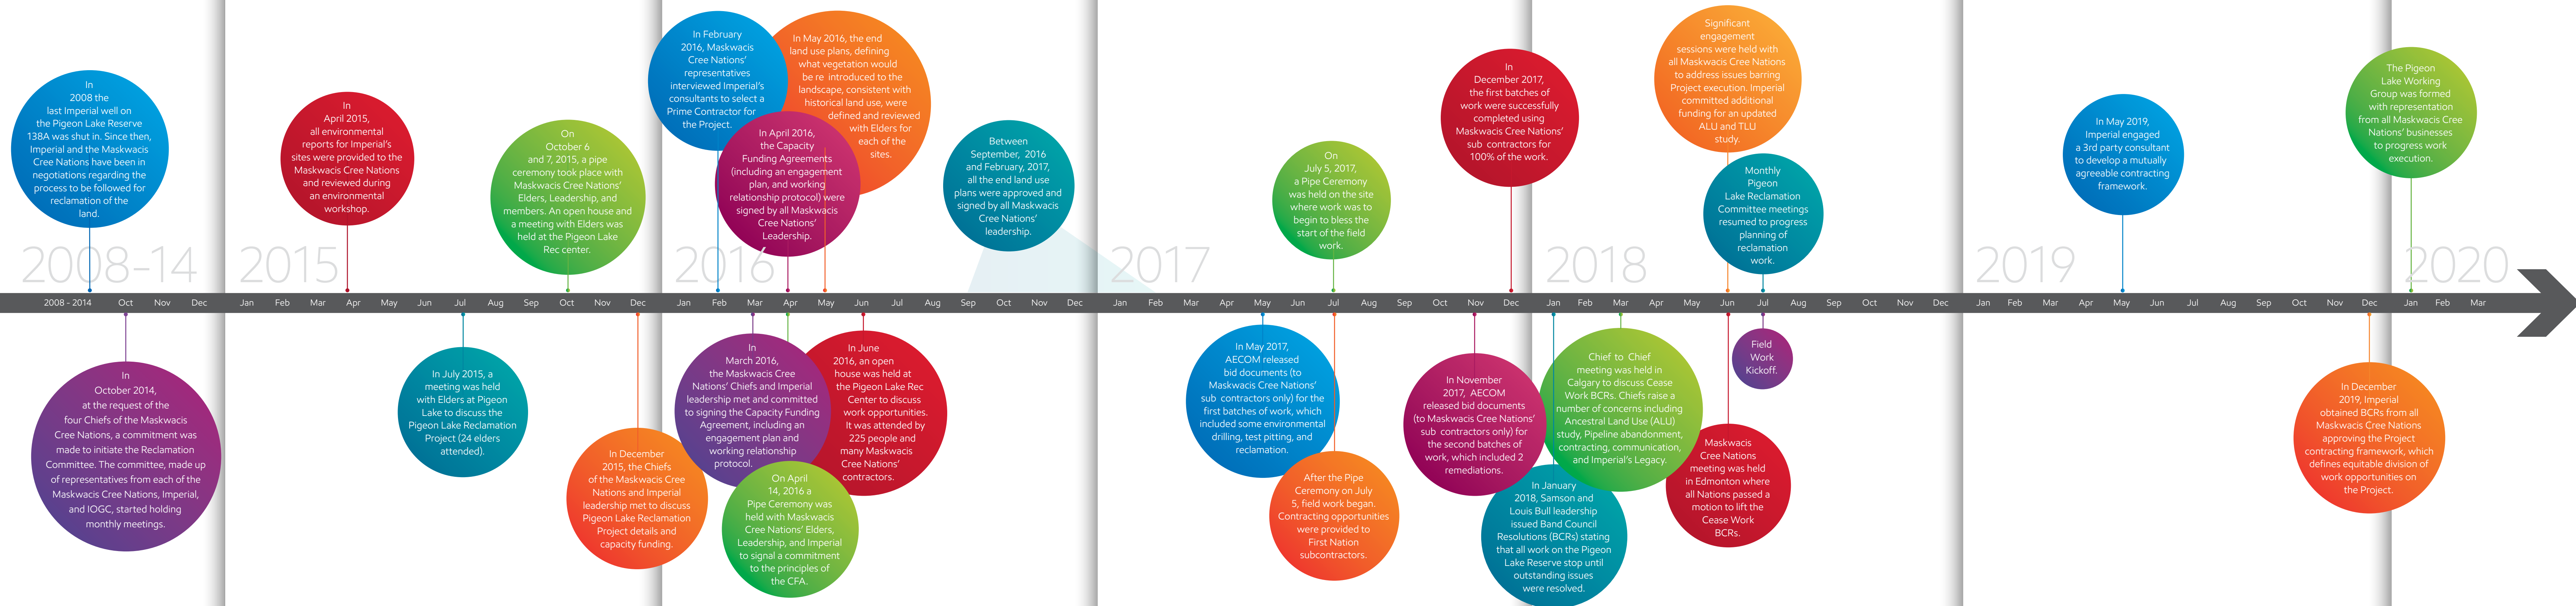 In
2008 the
last Imperial well on
the Pigeon Lake Reserve
138A was shut in. Since then,
Imperial and the Maskwacis
Cree Nations have been in
negotiations regarding the
process to be followed for
reclamation of the
land.
In
April 2015,
all environmental
reports for Imperial's
sites were provided to the
Maskwacis Cree Nations
and reviewed during
an environmental
workshop.
On
October 6
and 7, 2015, a pipe
ceremony took place with
Maskwacis Cree Nations'
Elders, Leadership, and
members. An open house and
a meeting with Elders was
held at the Pigeon Lake
Rec center.
In February
2016, Maskwacis
Cree Nations'
representatives
interviewed Imperial's
consultants to select a
Prime Contractor for
the Project.
In May 2016, the end
land use plans, defining
what vegetation would
be re introduced to the
landscape, consistent with
historical land use, were
defined and reviewed
with Elders for
each of the
sites.
In April 2016,
the Capacity
Funding Agreements
(including an engagement
plan, and working
relationship protocol) were
signed by all Maskwacis
Cree Nations'
Leadership.
Between
September, 2016
and February, 2017,
all the end land use
plans were approved and
signed by all Maskwacis
Cree Nations'
leadership.
On
July 5, 2017,
a Pipe Ceremony
was held on the site
where work was to
begin to bless the
start of the field
work.
In
December 2017,
the first batches of
work were successfully
completed using
Maskwacis Cree Nations'
sub contractors for
100% of the work.
Significant
engagement
sessions were held with
all Maskwacis Cree Nations
to address issues barring
Project execution. Imperial
committed additional
funding for an updated
ALU and TLU
study.
Monthly
Pigeon
Lake Reclamation
Committee meetings
resumed to progress
planning of
reclamation
work.
In May 2019,
Imperial engaged
a 3rd party consultant
to develop a mutually
agreeable contracting
framework.
The Pigeon
Lake Working
Group was formed
with representation
from all Maskwacis Cree
Nations' businesses
to progress work
execution.
2008-14 2015 2016 2017 2018 2019 2020
2008 - 2014 Oct Nov Dec Jan Feb Mar Apr May Jun Jul Aug Sep Oct Nov Dec Jan Feb Mar Apr May Jun Jul Aug Sep Oct Nov Dec Jan Feb Mar Apr May Jun Jul Aug Sep Oct Nov Dec Jan Feb Mar Apr May Jun Jul Aug Sep Oct Nov Dec Jan Feb Mar Apr May Jun Jul Aug Sep Oct Nov Dec Jan Feb Mar
In
October 2014,
at the request of the
four Chiefs of the Maskwacis
Cree Nations, a commitment was
made to initiate the Reclamation
Committee. The committee, made up
of representatives from each of the
Maskwacis Cree Nations, Imperial,
and IOGC, started holding
monthly meetings.
In July 2015, a
meeting was held
with Elders at Pigeon
Lake to discuss the
Pigeon Lake Reclamation
Project (24 elders
attended).
In December
2015, the Chiefs
of the Maskwacis Cree
Nations and Imperial
leadership met to discuss
Pigeon Lake Reclamation
Project details and
capacity funding.
In
March 2016,
the Maskwacis Cree
Nations' Chiefs and Imperial
leadership met and committed
to signing the Capacity Funding
Agreement, including an
engagement plan and
working relationship
protocol.
On April
14, 2016 a
Pipe Ceremony was
held with Maskwacis
Cree Nations' Elders,
Leadership, and Imperial
to signal a commitment
to the principles of
the CFA.
In June
2016, an open
house was held at
the Pigeon Lake Rec
Center to discuss
work opportunities.
It was attended by
225 people and
many Maskwacis
Cree Nations'
contractors.
In May 2017,
AECOM released
bid documents (to
Maskwacis Cree Nations'
sub contractors only) for the
first batches of work, which
included some environmental
drilling, test pitting, and
reclamation.
After the Pipe
Ceremony on July
5, field work began.
Contracting opportunities
were provided to
First Nation
subcontractors.
In November
2017, AECOM
released bid documents
(to Maskwacis Cree Nations'
sub contractors only) for
the second batches of
work, which included 2
remediations.
In January
2018, Samson and
Louis Bull leadership
issued Band Council
Resolutions (BCRs) stating
that all work on the Pigeon
Lake Reserve stop until
outstanding issues
were resolved.
Chief to Chief
meeting was held in
Calgary to discuss Cease
Work BCRs. Chiefs raise a
number of concerns including
Ancestral Land Use (ALU)
study, Pipeline abandonment,
contracting, communication,
and Imperial's Legacy.
Maskwacis
Cree Nations
meeting was held
in Edmonton where
all Nations passed a
motion to lift the
Cease Work
BCRs.
Field
Work
Kickoff.
In December
2019, Imperial
obtained BCRs from all
Maskwacis Cree Nations
approving the Project
contracting framework, which
defines equitable division of
work opportunities on
the Project.